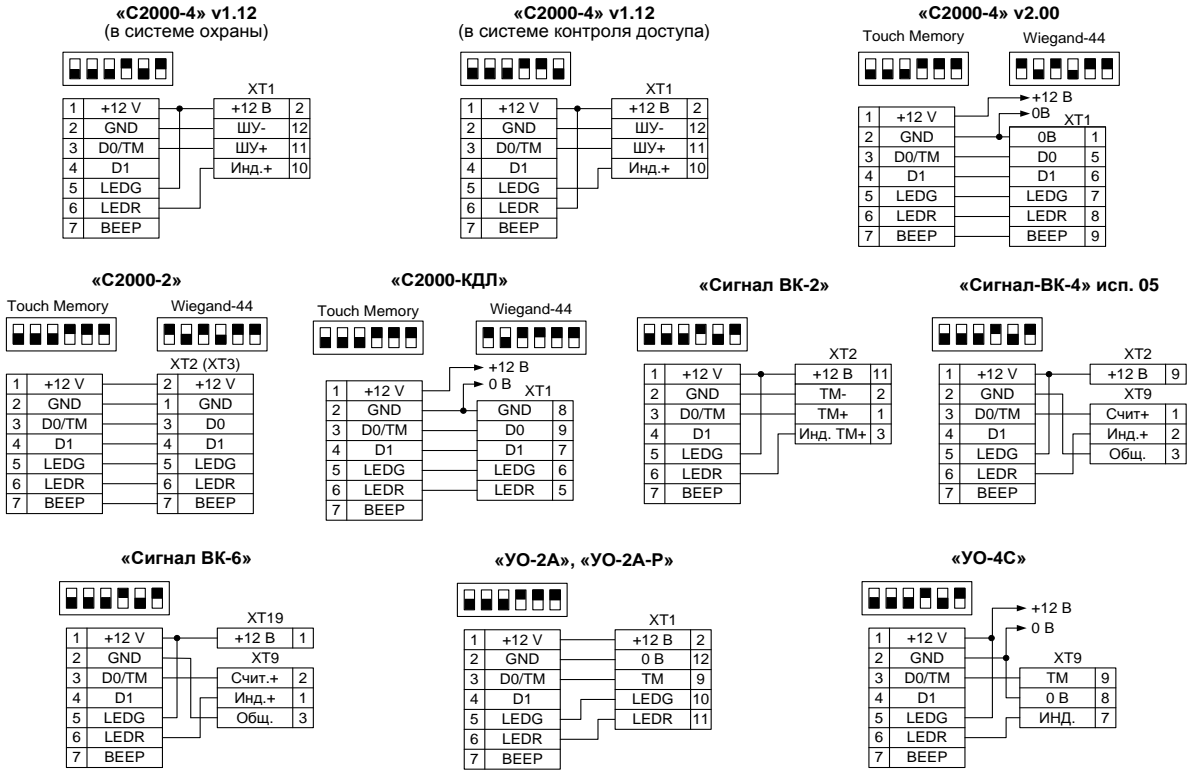 «С2000-4» v1.12
(в системе охраны)
XT1
1 +12 V +12 В 2
2 GND ШУ- 12
3 D0/TM ШУ+ 11
4 D1 Инд.+ 10
5 LEDG
6 LEDR
7 BEEP
«С2000-4» v1.12
(в системе контроля доступа)
XT1
1 +12 V +12 В 2
2 GND ШУ- 12
3 D0/TM ШУ+ 11
4 D1 Инд.+ 10
5 LEDG
6 LEDR
7 BEEP
«С2000-4» v2.00
Touch Memory Wiegand-44
+12 В
0В
XT1
1 +12 V
2 GND 0В 1
3 D0/TM D0 5
4 D1 D1 6
5 LEDG LEDG 7
6 LEDR LEDR 8
7 BEEP BEEP 9
«С2000-2»
Touch Memory Wiegand-44
XT2 (XT3)
1 +12 V 2 +12 V
2 GND 1 GND
3 D0/TM 3 D0
4 D1 4 D1
5 LEDG 5 LEDG
6 LEDR 6 LEDR
7 BEEP 7 BEEP
«С2000-КДЛ»
Touch Memory Wiegand-44
+12 В
0 В
XT1
1 +12 V
2 GND GND 8
3 D0/TM D0 9
4 D1 D1 7
5 LEDG LEDG 6
6 LEDR LEDR 5
7 BEEP
«Сигнал ВК-2»
XT2
1 +12 V +12 В 11
2 GND TM- 2
3 D0/TM TM+ 1
4 D1 Инд. TM+ 3
5 LEDG
6 LEDR
7 BEEP
«Сигнал-ВК-4» исп. 05
XT2
1 +12 V +12 В 9
2 GND XT9
3 D0/TM Счит+ 1
4 D1 Инд.+ 2
5 LEDG Общ. 3
6 LEDR
7 BEEP
«Сигнал ВК-6»
XT19
1 +12 V +12 В 1
2 GND XT9
3 D0/TM Счит.+ 2
4 D1 Инд.+ 1
5 LEDG Общ. 3
6 LEDR
7 BEEP
«УО-2А», «УО-2А-Р»
XT1
1 +12 V +12 В 2
2 GND 0 В 12
3 D0/TM TM 9
4 D1 LEDG 10
5 LEDG LEDR 11
6 LEDR
7 BEEP
«УО-4С»
+12 В
0 В
1 +12 V
2 GND XT9
3 D0/TM TM 9
4 D1 0 В 8
5 LEDG ИНД. 7
6 LEDR
7 BEEP